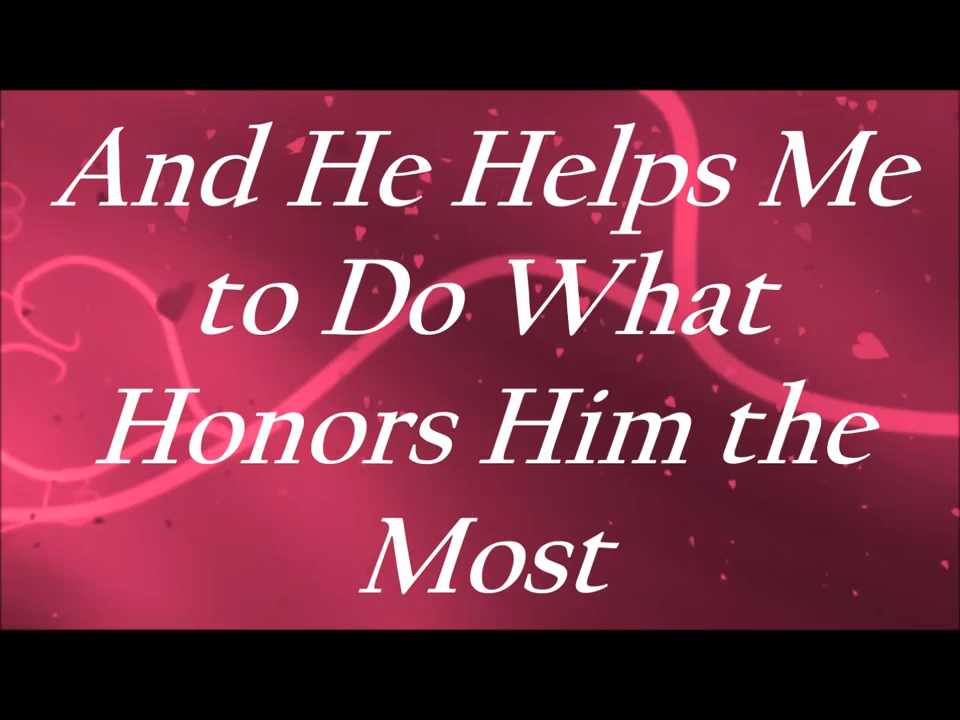 And He Helps Me
to Do What
Honors Him the
Most